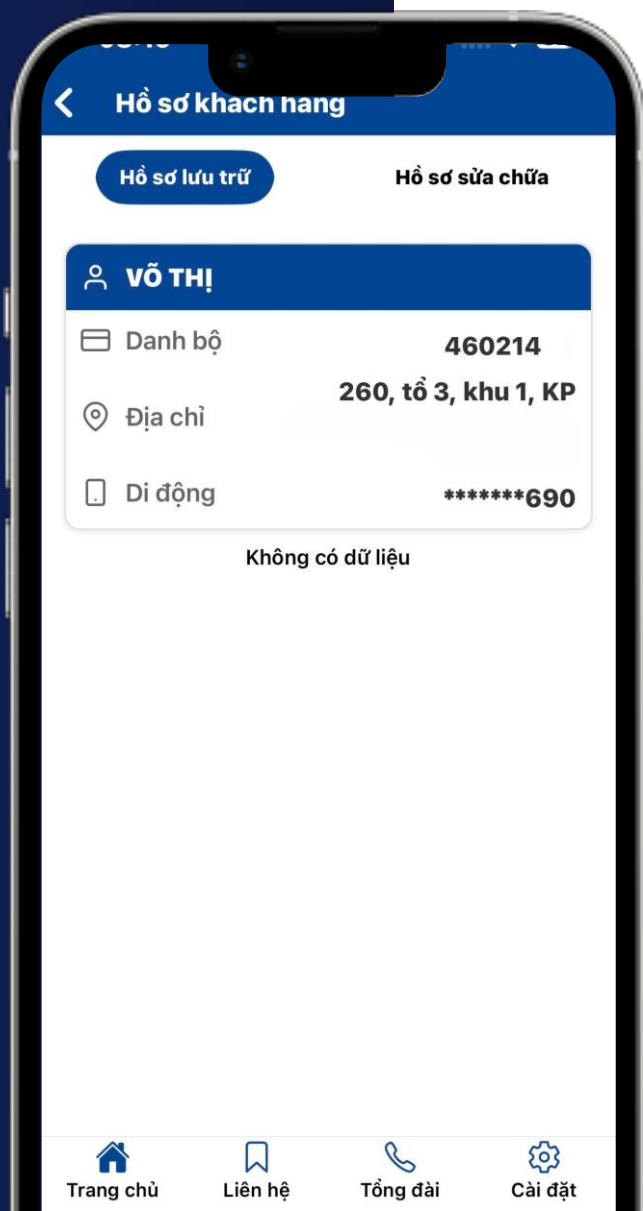 Hồ sơ khách hàng
Hồ sơ lưu trữ
Hồ sơ sửa chữa
VÕ THỊ
Danh bộ
460214
Địa chỉ
260, tổ 3, khu 1, KP
Di động
*******690
Không có dữ liệu
Trang chủ
Liên hệ
Tổng đài
Cài đặt